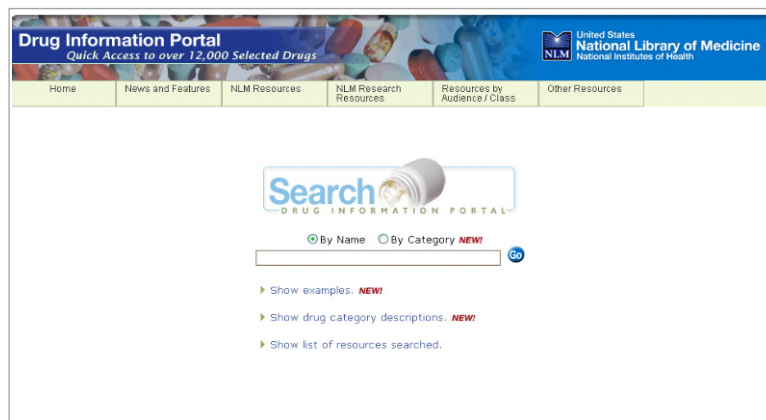 Drug Information Portal
Quick Access to over 12,000 Selected Drugs
NLM
United States
National Library of Medicine
National Institutes of Health
Home
News and Features
NLM Resources
NLM Research
Resources
Resources by
Audience / Class
Other Resources
Search
DRUG INFORMATION PORTAL
By Name By Category NEW!
Go
Show examples. NEW!
Show drug category descriptions. NEW!
Show list of resources searched.